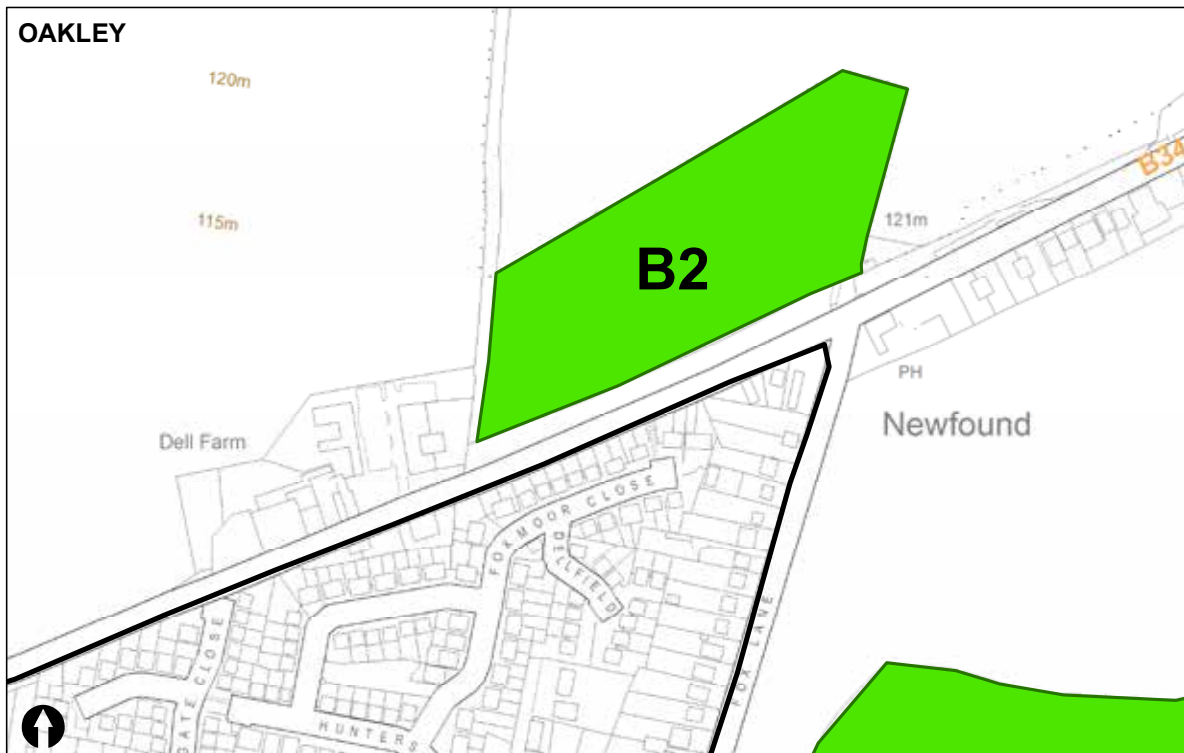 OAKLEY
120m
B34
115m
121m
B2
PH
Newfound
Dell Farm
FOXMOOR CLOSE
DELLFIELD
FOX LANE
GATE CLOSE
HUNTERS